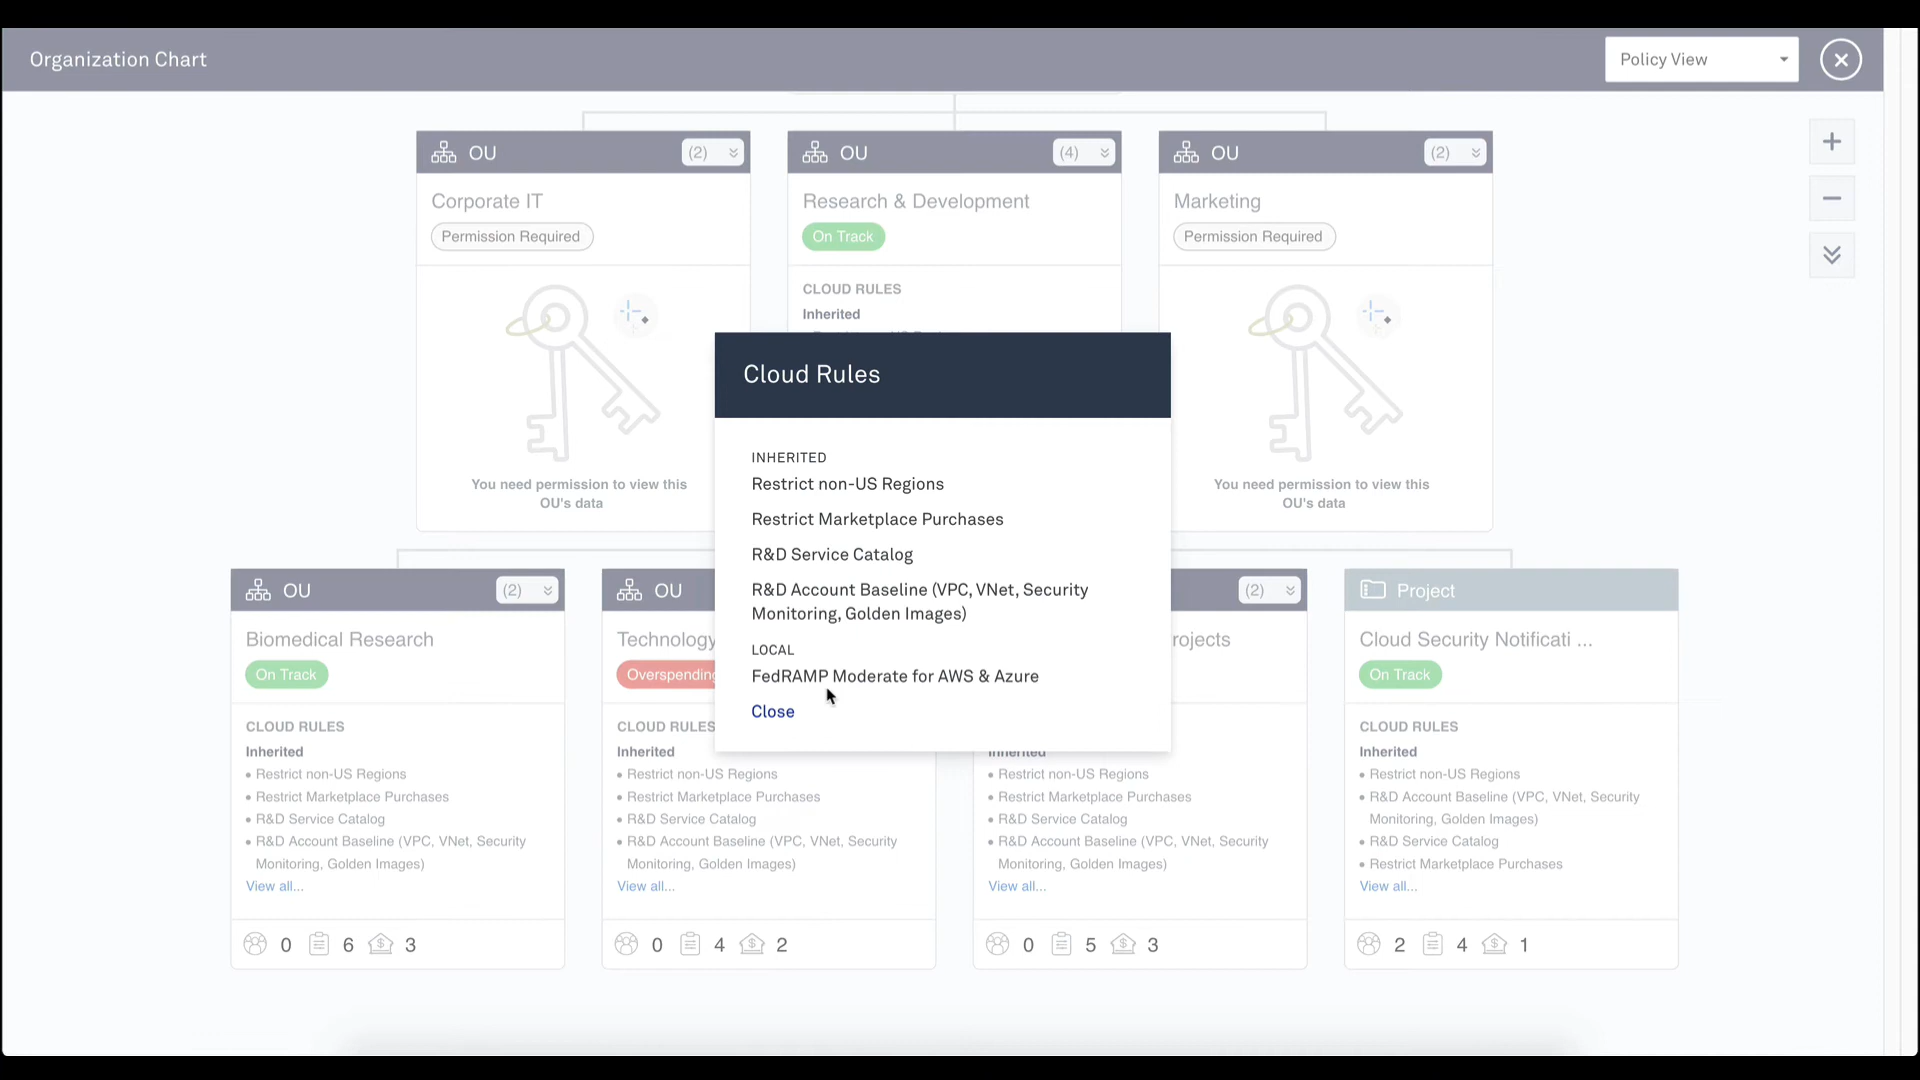 Organization Chart
Policy View
OU (2)
OU (4)
OU (2)
Corporate IT
Research & Development
Marketing
Permission Required
On Track
Permission Required
CLOUD RULES
Inherited
You need permission to view this
OU's data
You need permission to view this
OU's data
Cloud Rules
INHERITED
Restrict non-US Regions
Restrict Marketplace Purchases
R&D Service Catalog
R&D Account Baseline (VPC, VNet, Security
Monitoring, Golden Images)
LOCAL
FedRAMP Moderate for AWS & Azure
Close
OU (2)
Biomedical Research
On Track
CLOUD RULES
Inherited
• Restrict non-US Regions
• Restrict Marketplace Purchases
• R&D Service Catalog
• R&D Account Baseline (VPC, VNet, Security
Monitoring, Golden Images)
View all...
0 6 3
OU
Technology
Overspending
CLOUD RULES
Inherited
• Restrict non-US Regions
• Restrict Marketplace Purchases
• R&D Service Catalog
• R&D Account Baseline (VPC, VNet, Security
Monitoring, Golden Images)
View all...
0 4 2
(2)
rojects
Inherited
• Restrict non-US Regions
• Restrict Marketplace Purchases
• R&D Service Catalog
• R&D Account Baseline (VPC, VNet, Security
Monitoring, Golden Images)
View all...
0 5 3
Project
Cloud Security Notificati ...
On Track
CLOUD RULES
Inherited
• Restrict non-US Regions
• R&D Account Baseline (VPC, VNet, Security
Monitoring, Golden Images)
• R&D Service Catalog
• Restrict Marketplace Purchases
View all...
2 4 1